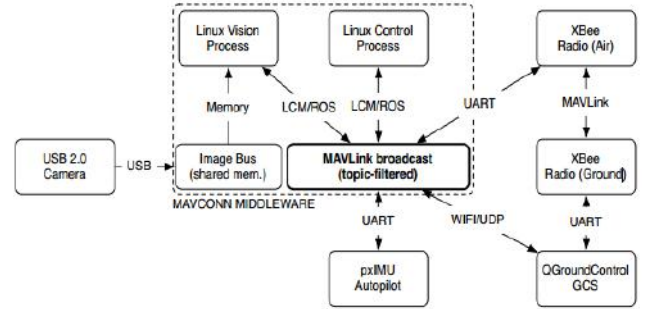 Linux Vision
Process
Linux Control
Process
XBee
Radio (Air)
Memory
LCM/ROS
LCM/ROS
UART
MAVLink
USB 2.0
Camera
USB
Image Bus
(shared mem.)
MAVLink broadcast
(topic-filtered)
XBee
Radio (Ground)
MAVCONN MIDDLEWARE
UART
WIFI/UDP
UART
pxIMU
Autopilot
QGroundControl
GCS